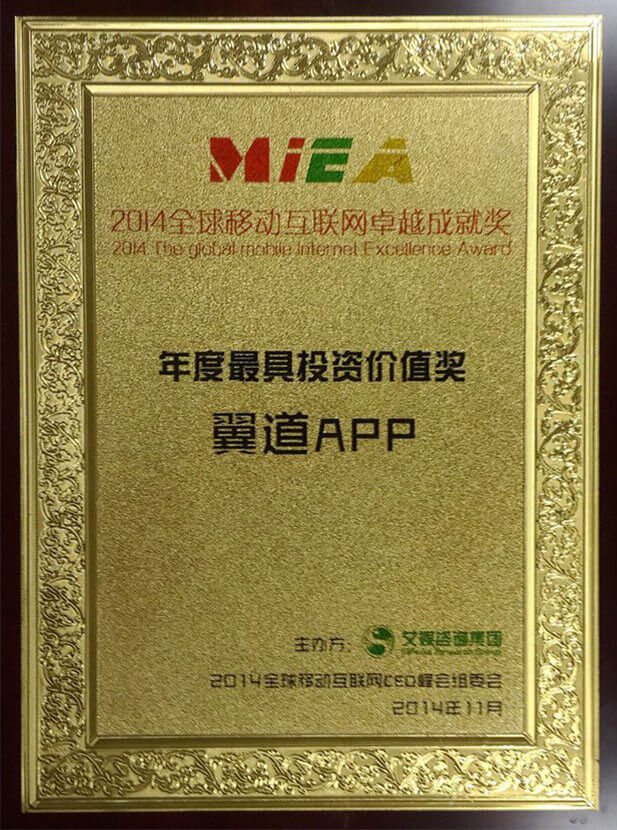 MiEA
2014全球移动互联网卓越成就奖
2014 The global mobile Internet Excellence Award
年度最具投资价值奖
翼道APP
主办方: 艾媒咨询集团
iiMedia Research Group
2014全球移动互联网CEO峰会组委会
2014年11月